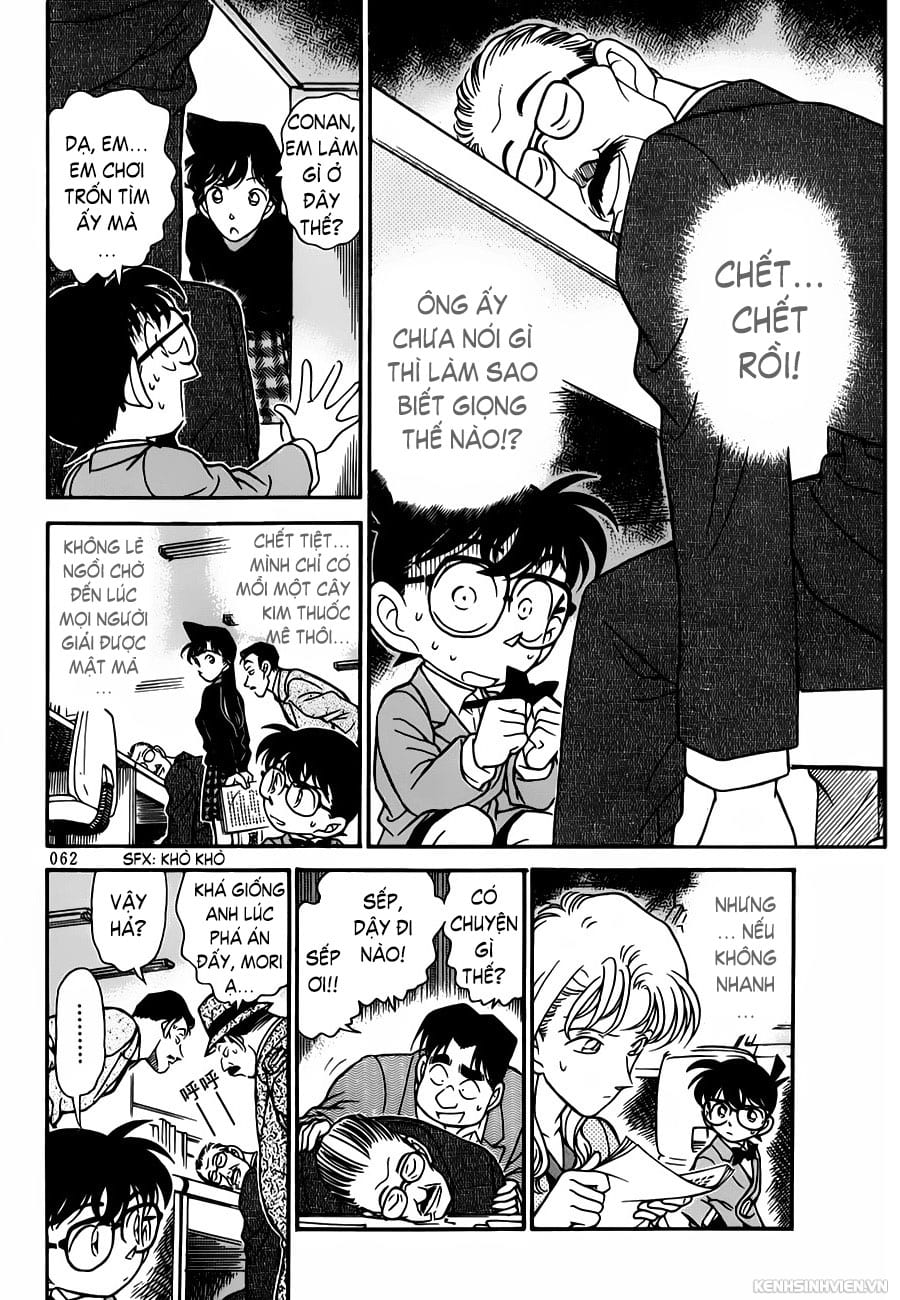 CHẾT...
CHẾT
RỒI!
ÔNG ẤY
CHƯA NÓI GÌ
THÌ LÀM SAO
BIẾT GIỌNG
THẾ NÀO!?
CONAN,
EM LÀM
GÌ Ở
ĐÂY
THẾ?
DẠ, EM...
EM CHƠI
TRỐN TÌM
ẤY MÀ
...
CHẾT TIỆT...
MÌNH CHỈ CÓ
MỖI MỘT CÂY
KIM THUỐC
MÊ THÔI...
KHÔNG LẼ
NGỒI CHỜ
ĐẾN LÚC
MỌI NGƯỜI
GIẢI ĐƯỢC
MẬT MÃ
...
062
SFX: KHÒ KHÒ
NHƯNG
... NẾU
KHÔNG
NHANH
...
CÓ
CHUYỆN
GÌ
THẾ?
SẾP,
DẬY ĐI
NÀO!
SẾP
ƠI!!
KHÁ GIỐNG
ANH LÚC
PHÁ ÁN
ĐẤY, MORI
Ạ...
VẬY
HẢ?
.........
呼呼
KENHSINHVIEN.VN